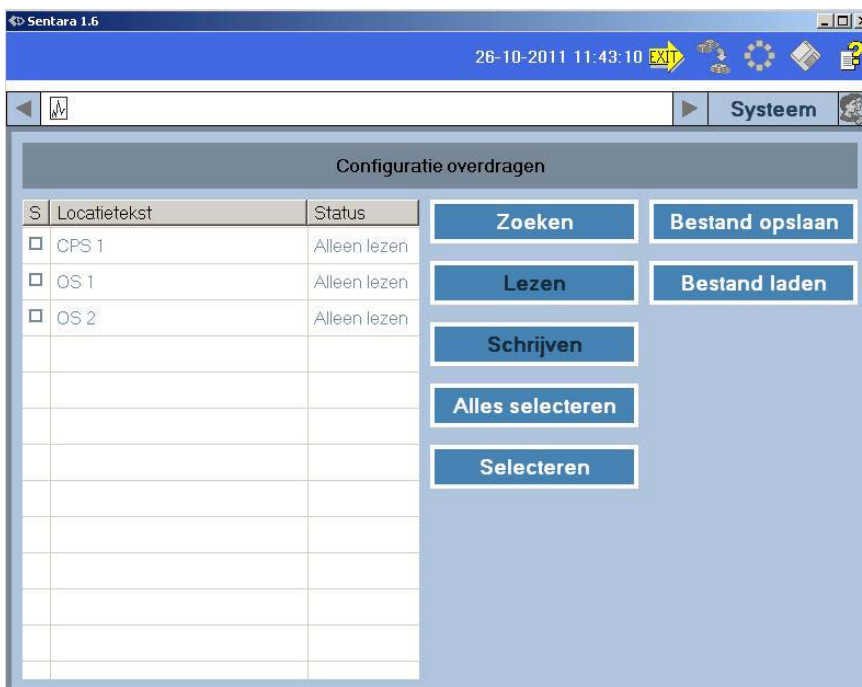 Sentara 1.6
26-10-2011 11:43:10 EXIT
Systeem
Configuratie overdragen
S Locatietekst Status
CPS 1 Alleen lezen
OS 1 Alleen lezen
OS 2 Alleen lezen
Zoeken Bestand opslaan
Lezen Bestand laden
Schrijven
Alles selecteren
Selecteren